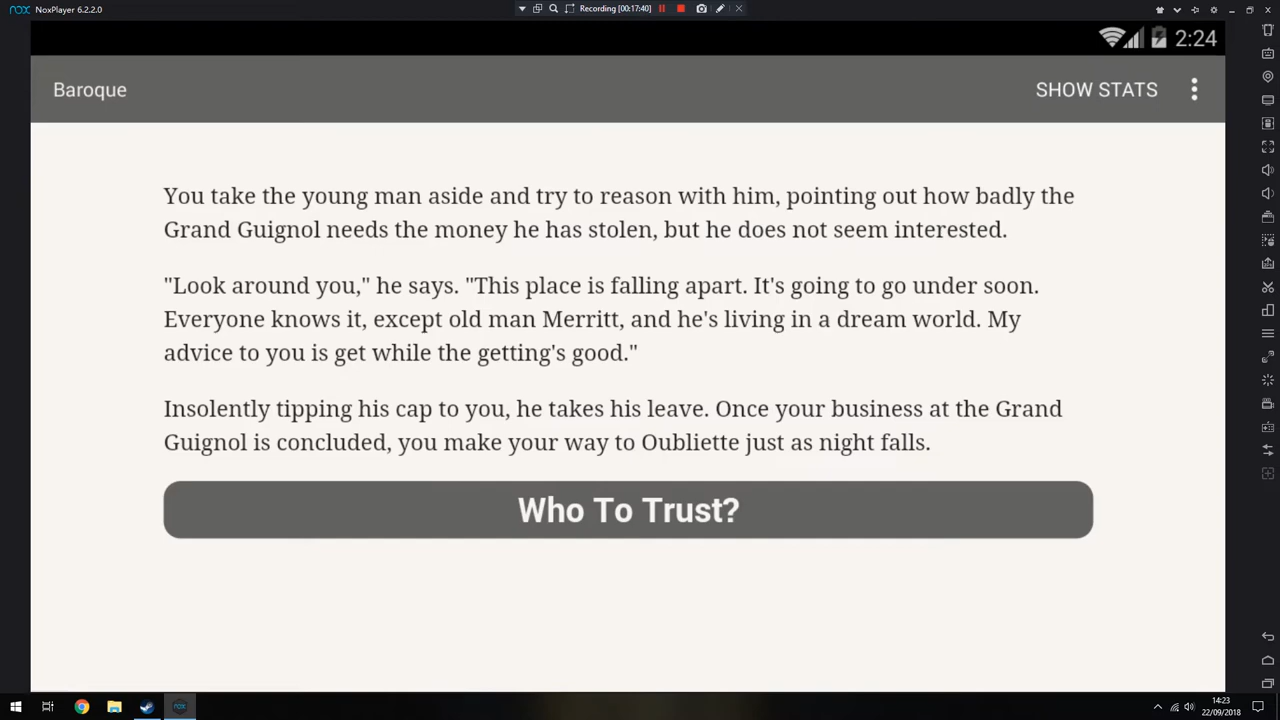 NoxPlayer 6.2.2.0
Recording [00:17:40]
2:24
Baroque
SHOW STATS
You take the young man aside and try to reason with him, pointing out how badly the
Grand Guignol needs the money he has stolen, but he does not seem interested.
"Look around you," he says. "This place is falling apart. It's going to go under soon.
Everyone knows it, except old man Merritt, and he's living in a dream world. My
advice to you is get while the getting's good."
Insolently tipping his cap to you, he takes his leave. Once your business at the Grand
Guignol is concluded, you make your way to Oubliette just as night falls.
Who To Trust?
14:23
22/09/2018